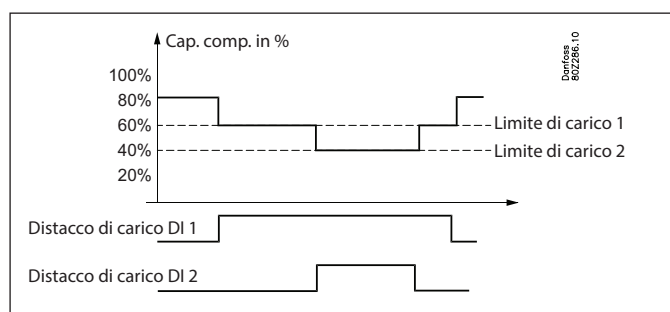 Cap. comp. in %
Danfoss
80Z286.10
100%
80%
60%
Limite di carico 1
40%
Limite di carico 2
20%
Distacco di carico DI 1
Distacco di carico DI 2